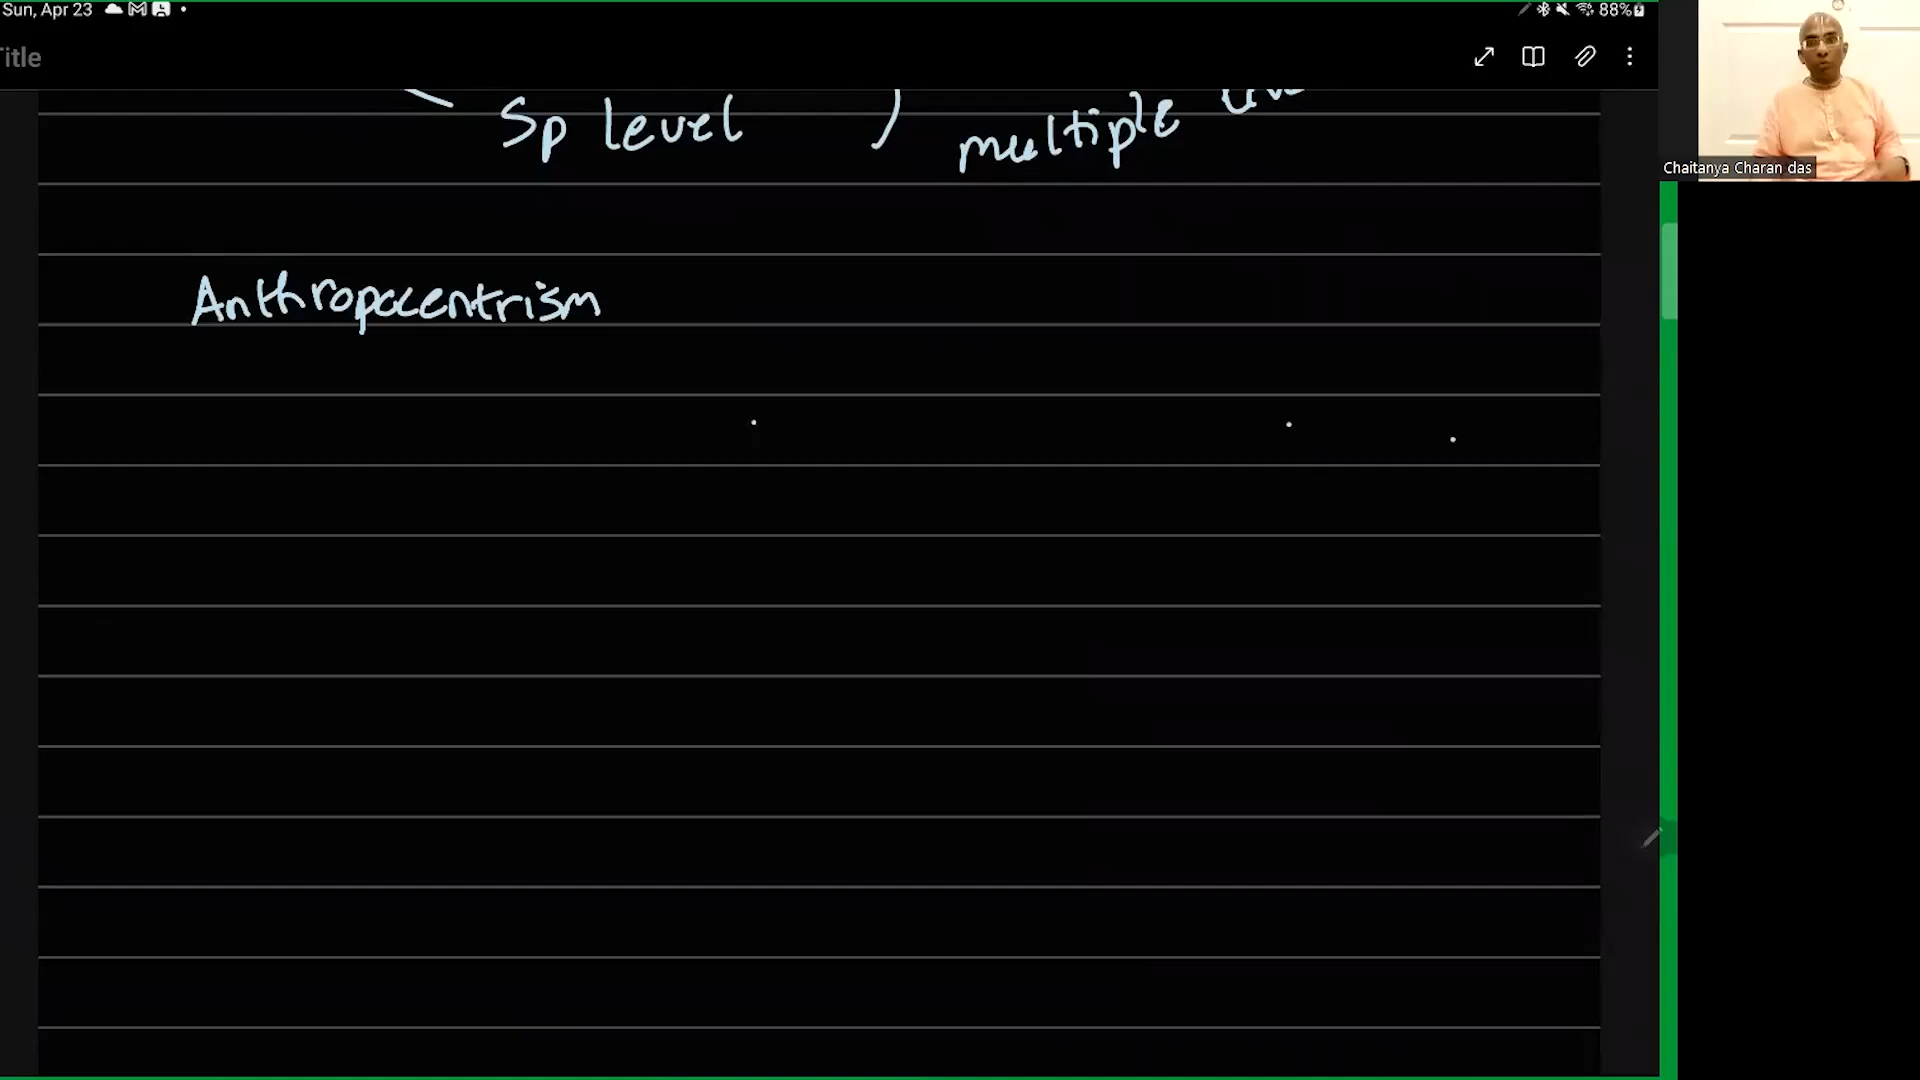 Sun, Apr 23
88%
Title
Sp level
multiple
Anthropocentrism
Chaitanya Charan das